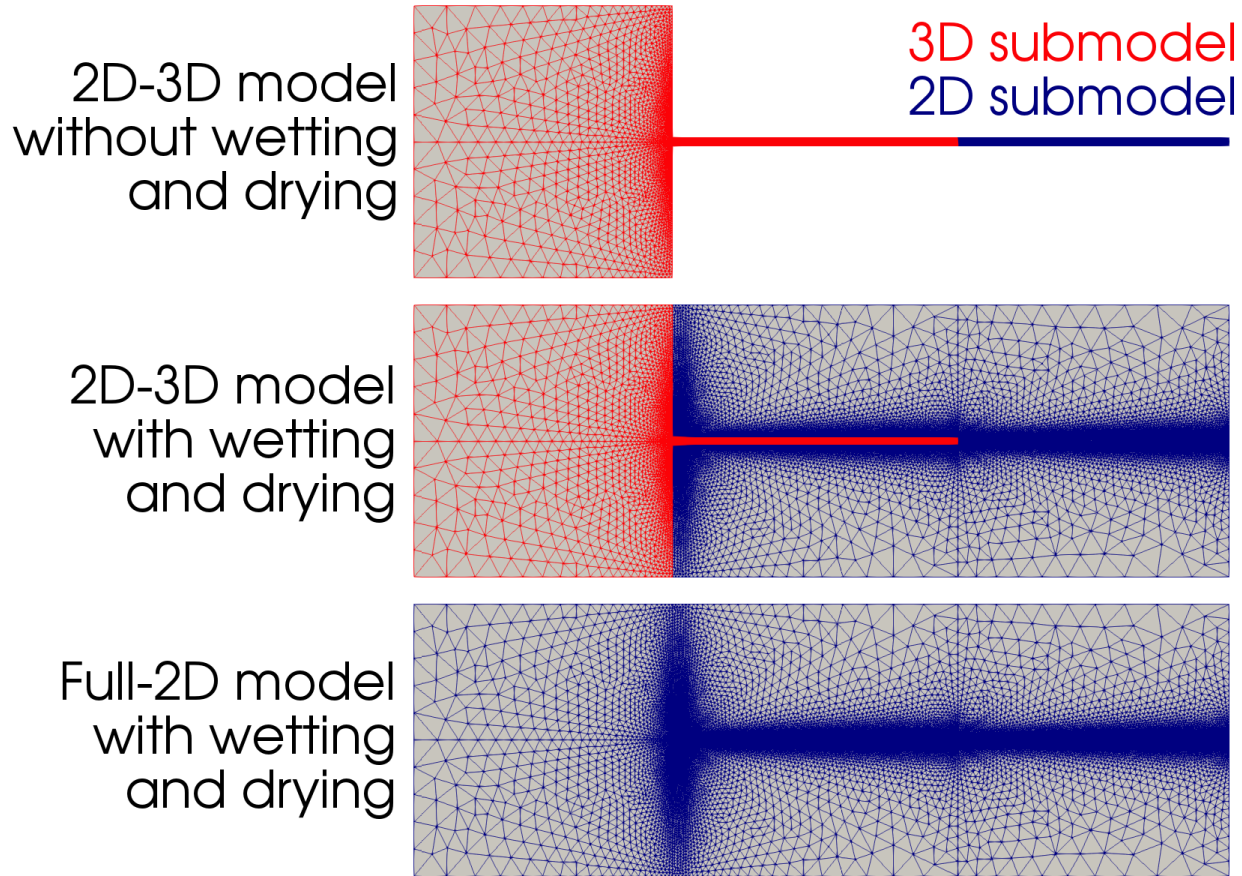 2D-3D model
without wetting
and drying
3D submodel
2D submodel
2D-3D model
with wetting
and drying
Full-2D model
with wetting
and drying